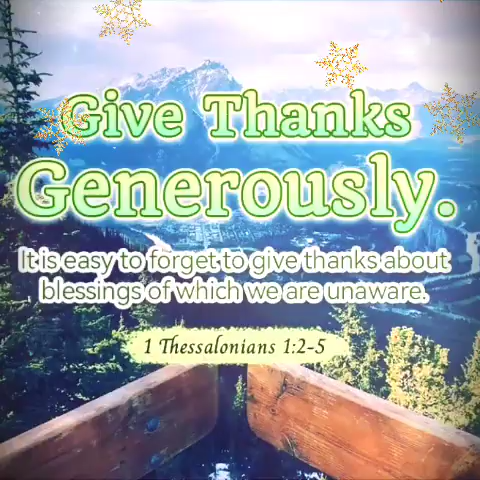 Give Thanks
Generously.
It is easy to forget to give thanks about
blessings of which we are unaware.
1 Thessalonians 1:2-5